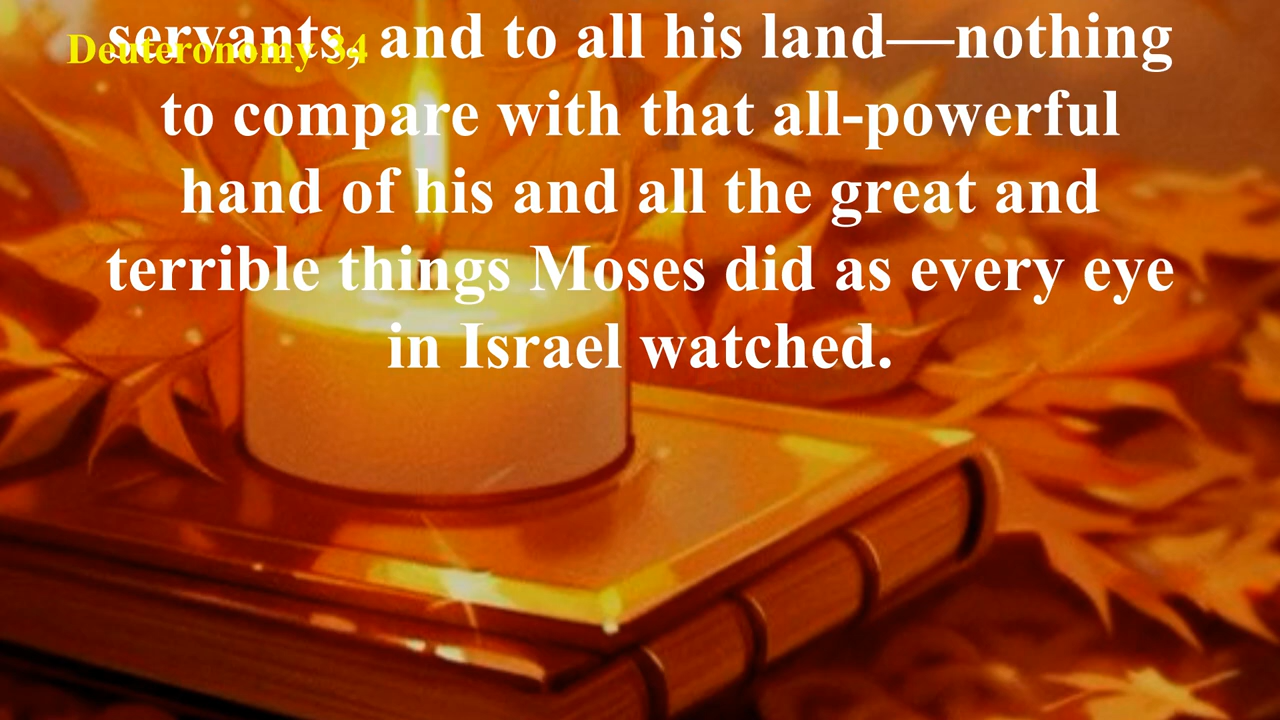 Deuteronomy 34
servants, and to all his land—nothing
to compare with that all-powerful
hand of his and all the great and
terrible things Moses did as every eye
in Israel watched.